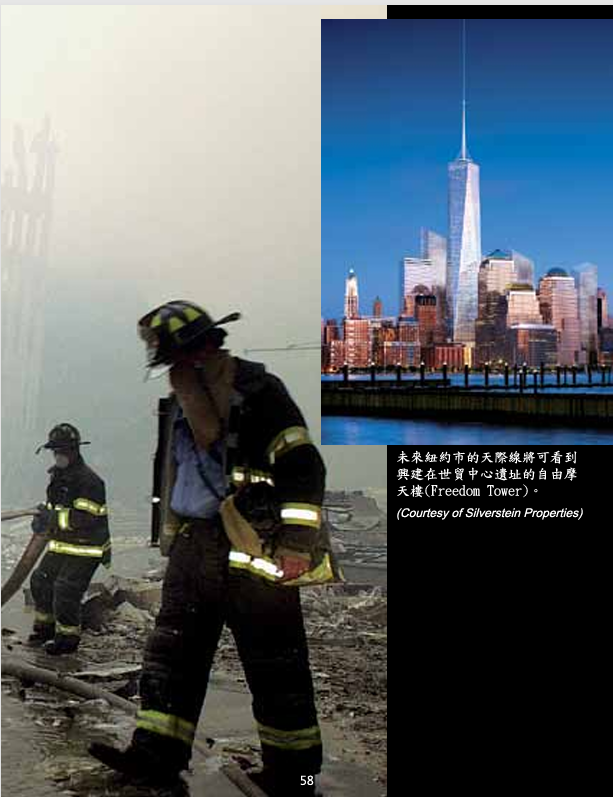 未來紐約市的天際線將可看到
興建在世貿中心遺址的自由摩
天樓(Freedom Tower)。
(Courtesy of Silverstein Properties)
58